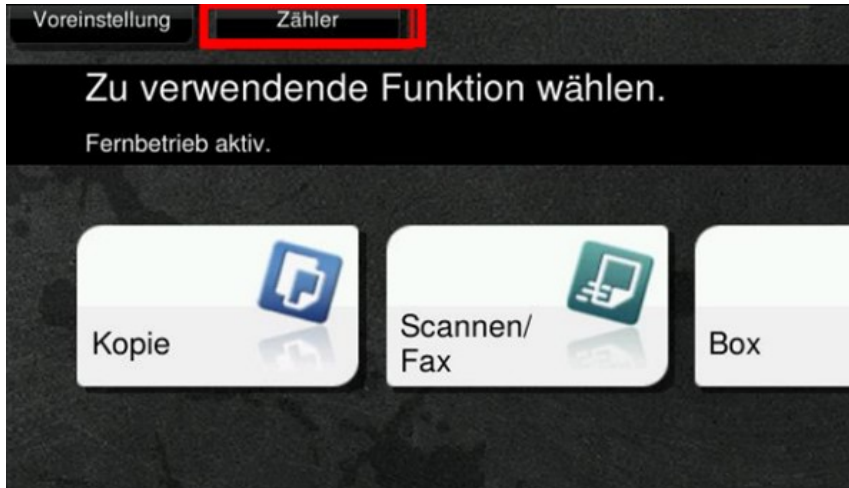 Voreinstellung
Zähler
Zu verwendende Funktion wählen.
Fernbetrieb aktiv.
Kopie
Scannen/
Fax
Box